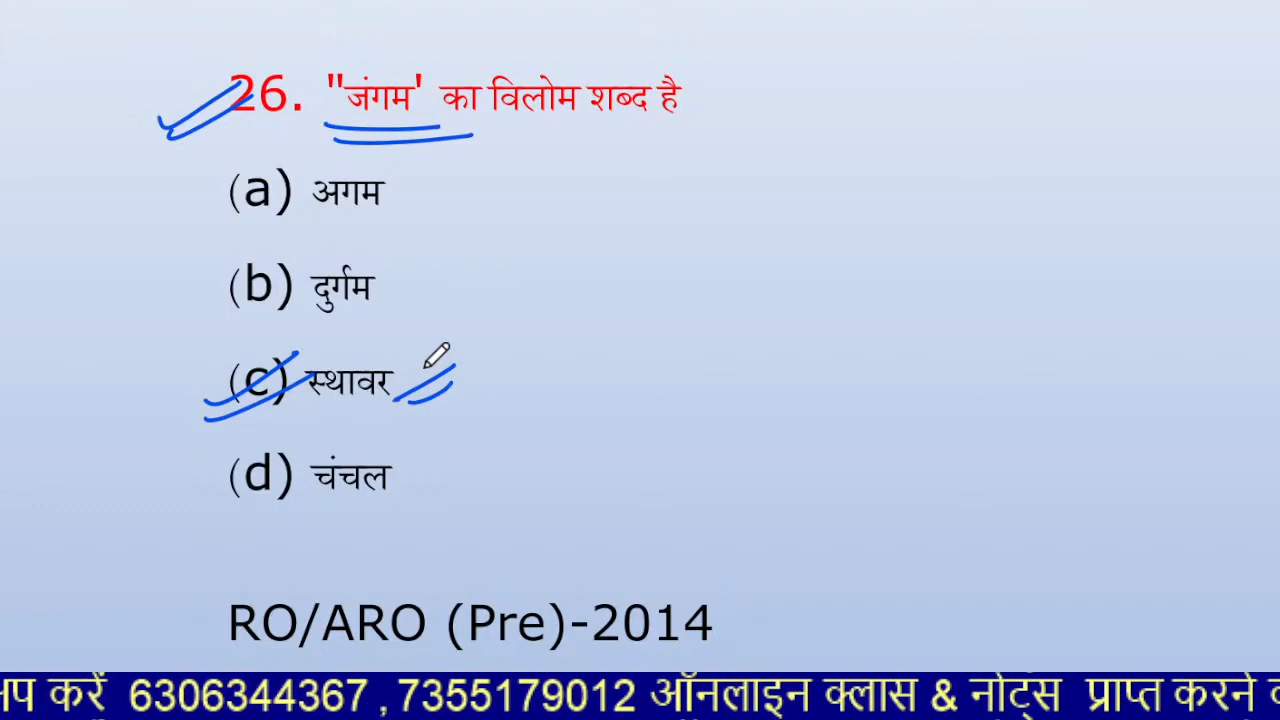 26. "जंगम' का विलोम शब्द है
(a) अगम
(b) दुर्गम
(c) स्थावर
(d) चंचल
RO/ARO (Pre)-2014
करें 6306344367 ,7355179012 ऑनलाइन क्लास & नोट्स प्राप्त करने